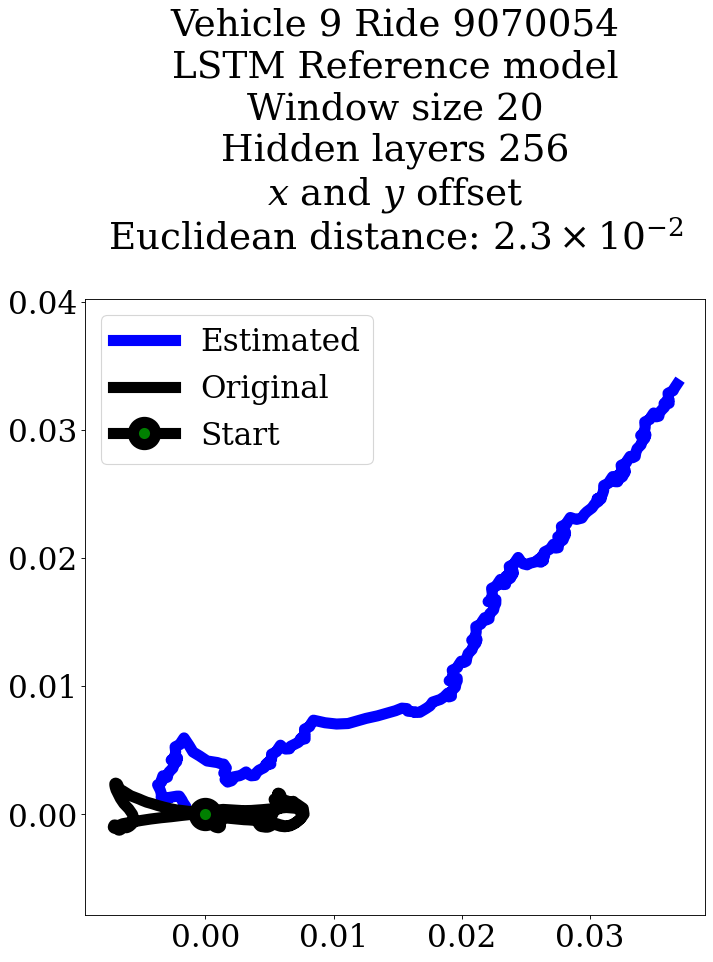 Vehicle 9 Ride 9070054
LSTM Reference model
Window size 20
Hidden layers 256
x and y offset
Euclidean distance: 2.3 × 10⁻²
0.04
Estimated
Original
Start
0.03
0.02
0.01
0.00
0.00 0.01 0.02 0.03